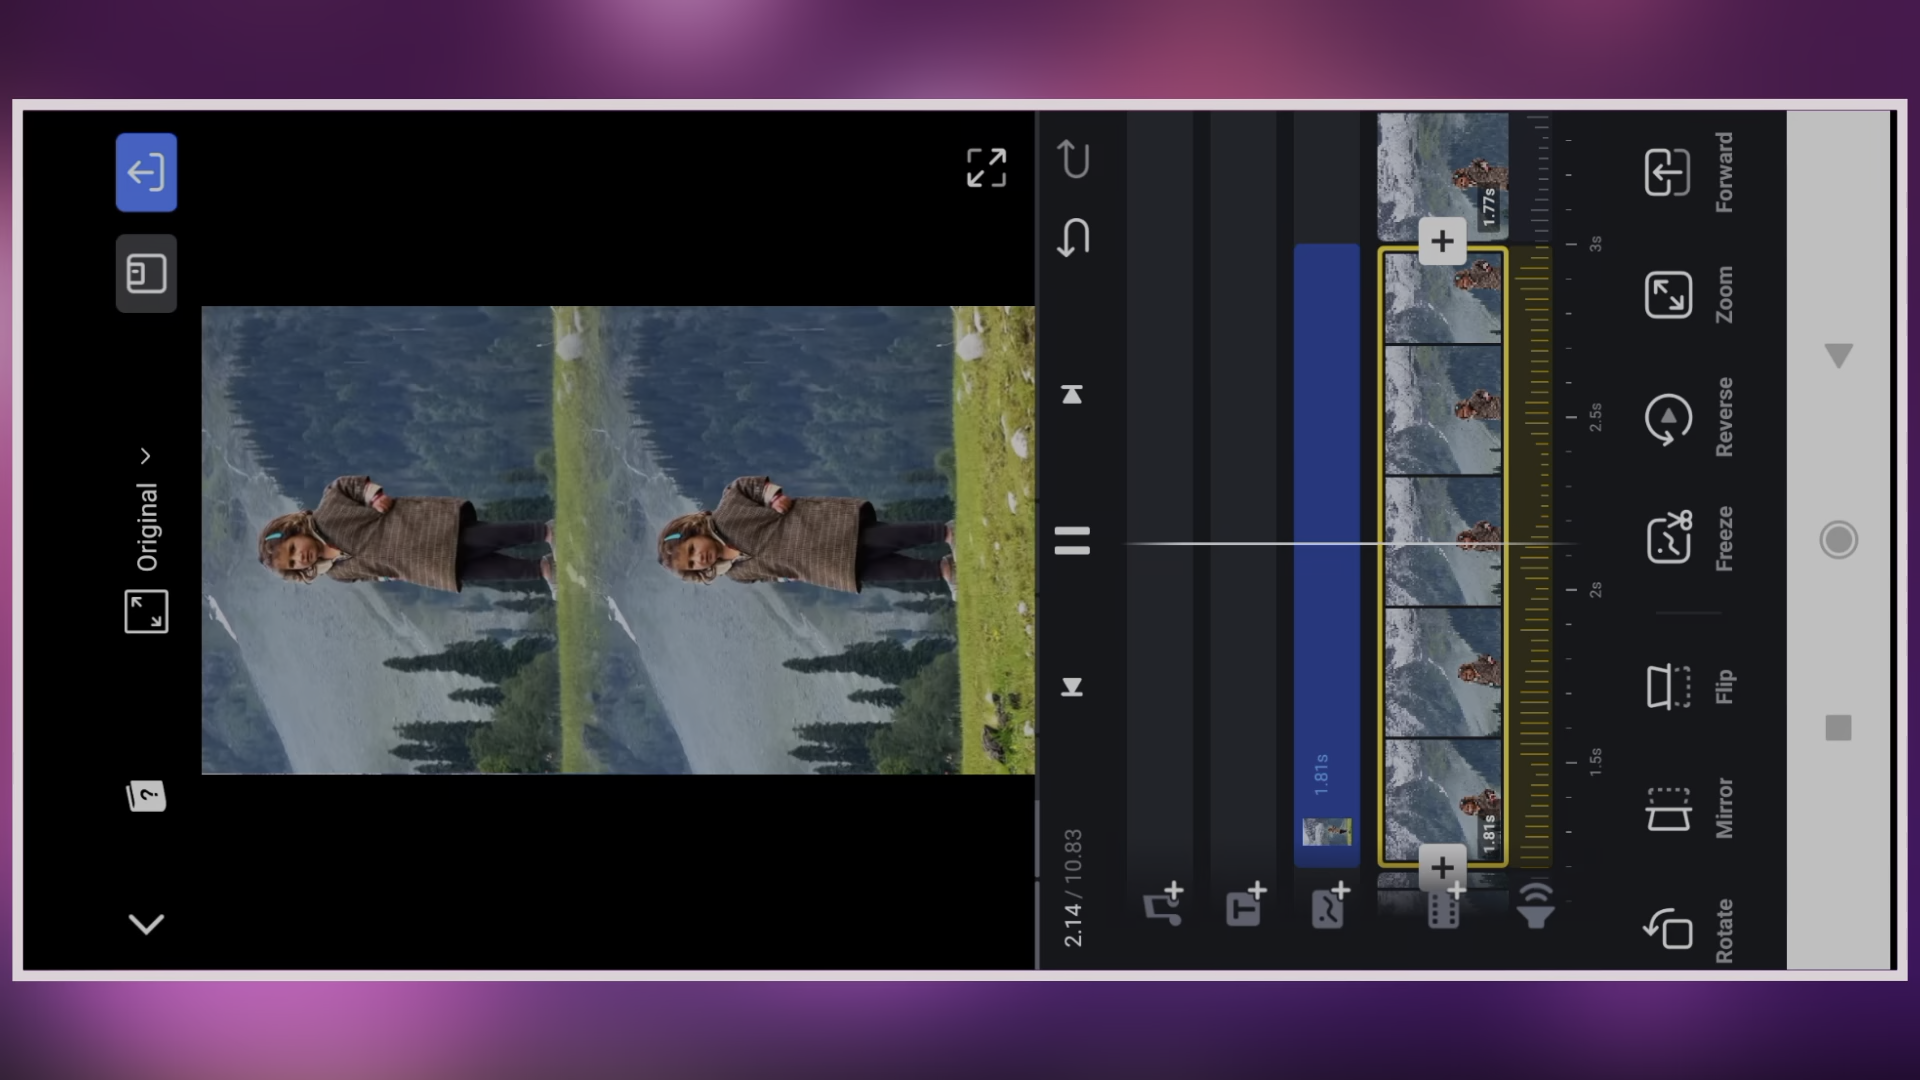 Original
2.14 / 10.83
1.81s
1.81s
1.77s
1.5s
2s
2.5s
3s
Rotate
Mirror
Flip
Freeze
Reverse
Zoom
Forward